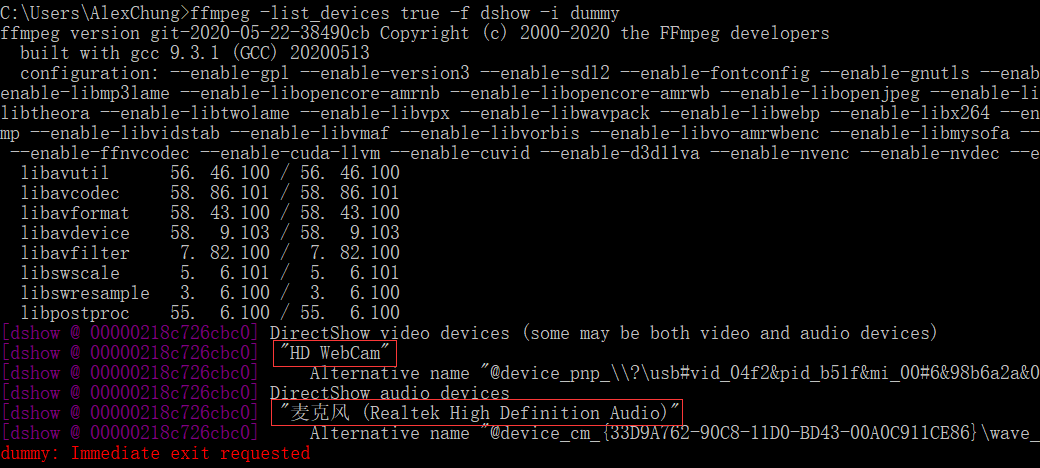 C:\Users\AlexChung>ffmpeg -list_devices true -f dshow -i dummy
ffmpeg version git-2020-05-22-38490cb Copyright (c) 2000-2020 the FFmpeg developers
built with gcc 9.3.1 (GCC) 20200513
configuration: --enable-gpl --enable-version3 --enable-sdl2 --enable-fontconfig --enable-gnutls --enab
enable-libmp3lame --enable-libopencore-amrnb --enable-libopencore-amrwb --enable-libopenjpeg --enable-li
libtheora --enable-libtwolame --enable-libvpx --enable-libwavpack --enable-libwebp --enable-libx264 --en
mp --enable-libvidstab --enable-libvmaf --enable-libvorbis --enable-libvo-amrwbenc --enable-libmysofa --
--enable-ffnvcodec --enable-cuda-llvm --enable-cuvid --enable-d3d11va --enable-nvenc --enable-nvdec --e
libavutil 56. 46.100 / 56. 46.100
libavcodec 58. 86.101 / 58. 86.101
libavformat 58. 43.100 / 58. 43.100
libavdevice 58. 9.103 / 58. 9.103
libavfilter 7. 82.100 / 7. 82.100
libswscale 5. 6.101 / 5. 6.101
libswresample 3. 6.100 / 3. 6.100
libpostproc 55. 6.100 / 55. 6.100
[dshow @ 00000218c726cbc0] DirectShow video devices (some may be both video and audio devices)
[dshow @ 00000218c726cbc0] "HD WebCam"
[dshow @ 00000218c726cbc0] Alternative name "@device_pnp_\\?\usb#vid_04f2&pid_b51f&mi_00#6&98b6a2a&0
[dshow @ 00000218c726cbc0] DirectShow audio devices
[dshow @ 00000218c726cbc0] "麦克风 (Realtek High Definition Audio)"
[dshow @ 00000218c726cbc0] Alternative name "@device_cm_{33D9A762-90C8-11D0-BD43-00A0C911CE86}\wave_
dummy: Immediate exit requested